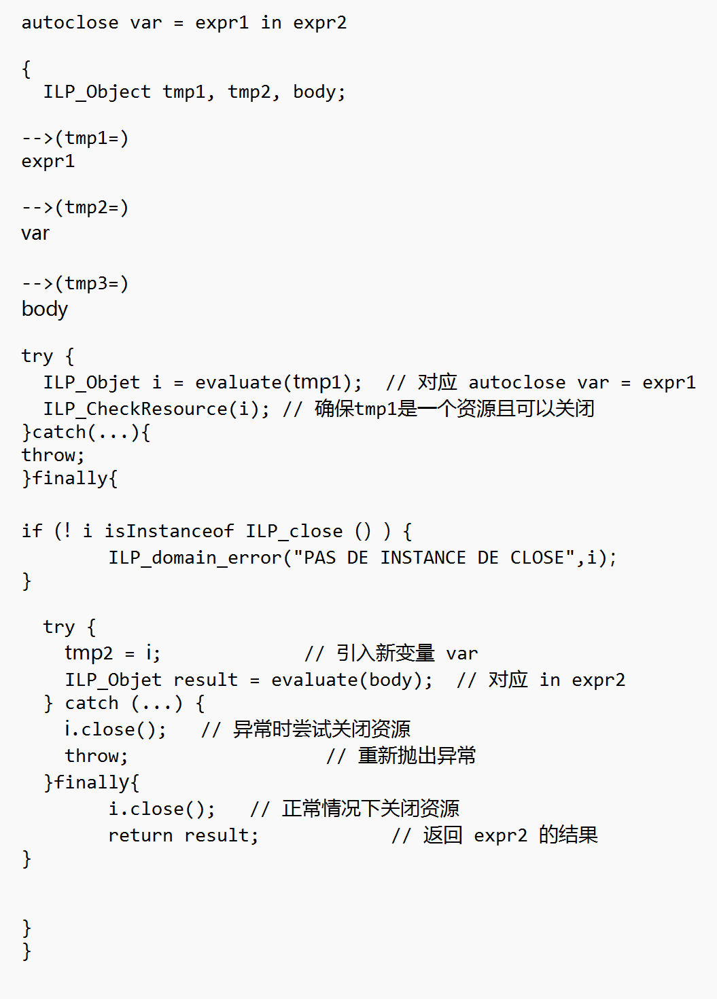 autoclose var = expr1 in expr2
{
ILP_Object tmp1, tmp2, body;
-->(tmp1=)
expr1
-->(tmp2=)
var
-->(tmp3=)
body
try {
ILP_Objet i = evaluate(tmp1);  // 对应 autoclose var = expr1
ILP_CheckResource(i); // 确保tmp1是一个资源且可以关闭
}catch(...){
throw;
}finally{
if (! i isInstanceof ILP_close () ) {
ILP_domain_error("PAS DE INSTANCE DE CLOSE",i);
}
try {
tmp2 = i;  // 引入新变量 var
ILP_Objet result = evaluate(body);  // 对应 in expr2
} catch (...) {
i.close();  // 异常时尝试关闭资源
throw;  // 重新抛出异常
}finally{
i.close();  // 正常情况下关闭资源
return result;  // 返回 expr2 的结果
}
}
}